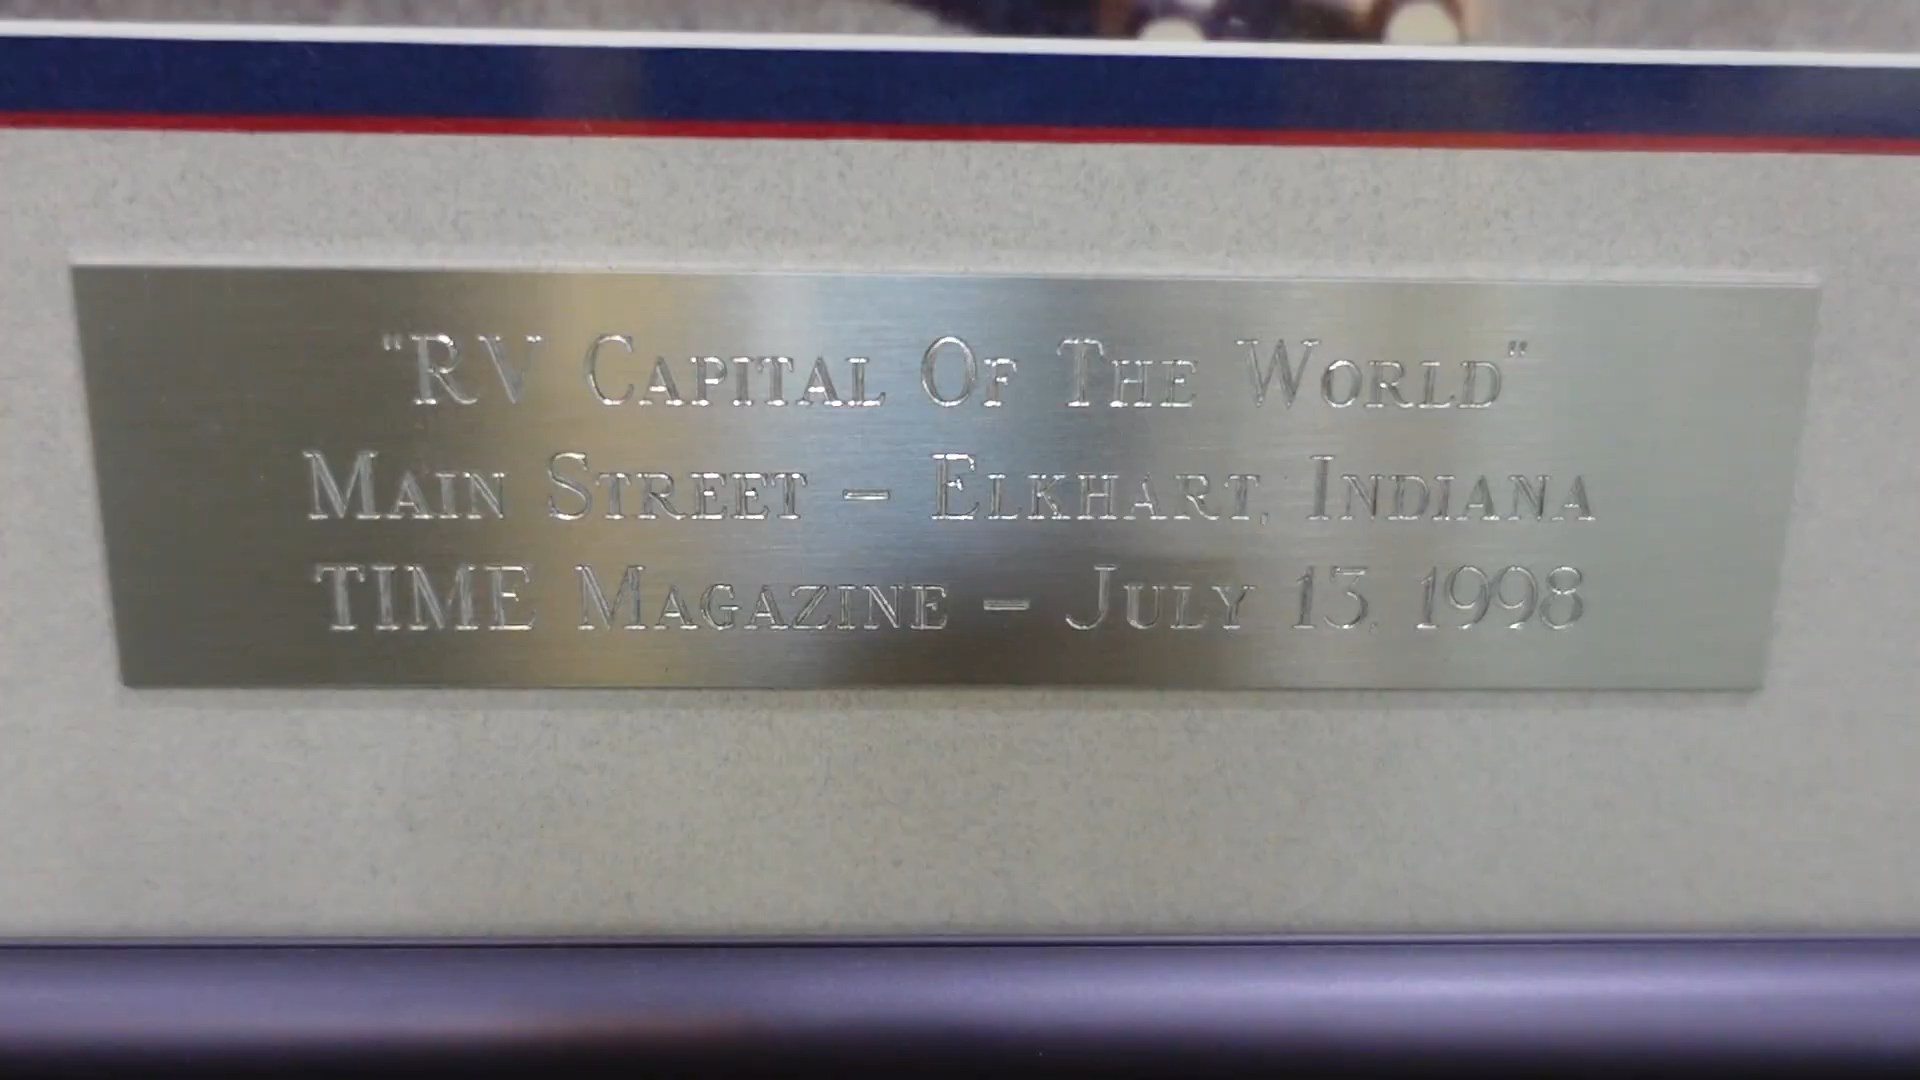 "RV Capital Of The World"
Main Street – Elkhart, Indiana
TIME Magazine – July 13, 1998